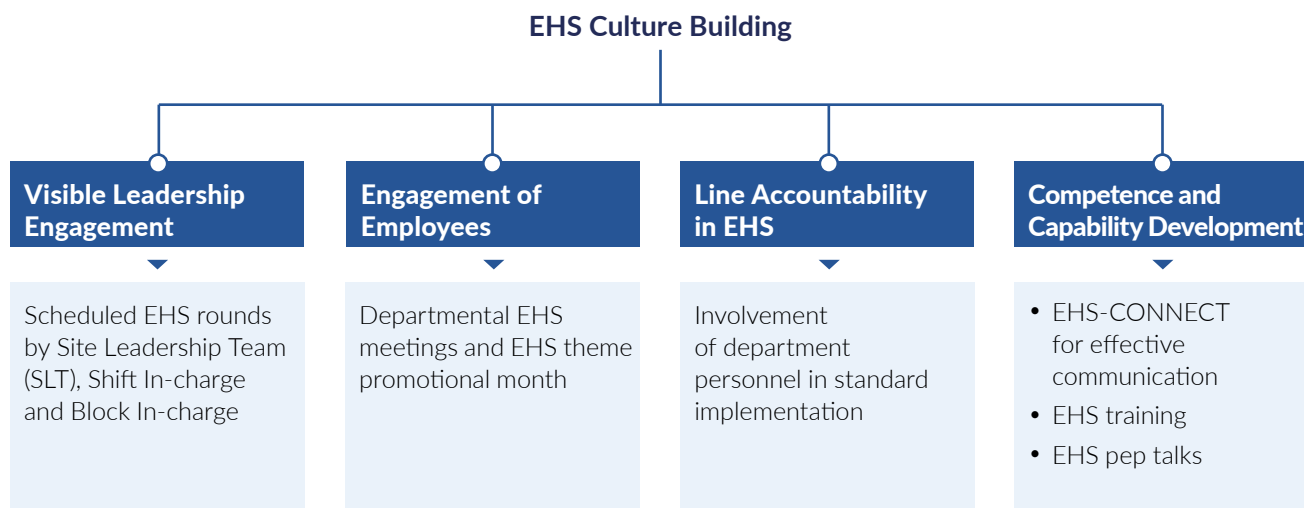 EHS Culture Building
Visible Leadership
Engagement
Scheduled EHS rounds
by Site Leadership Team
(SLT), Shift In-charge
and Block In-charge
Engagement of
Employees
Departmental EHS
meetings and EHS theme
promotional month
Line Accountability
in EHS
Involvement
of department
personnel in standard
implementation
Competence and
Capability Development
• EHS-CONNECT
for effective
communication
• EHS training
• EHS pep talks